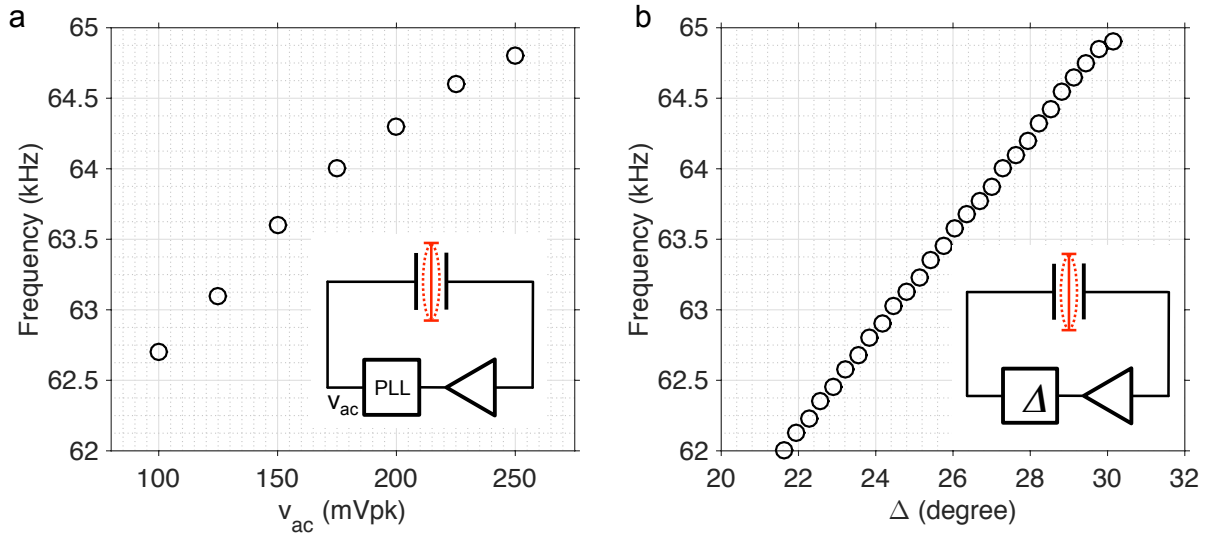 a
65
64.5
64
63.5
63
62.5
62
Frequency (kHz)
100
150
200
250
v_ac (mVpk)
PLL
v_ac
b
65
64.5
64
63.5
63
62.5
62
Frequency (kHz)
20
22
24
26
28
30
32
Δ (degree)
Δ